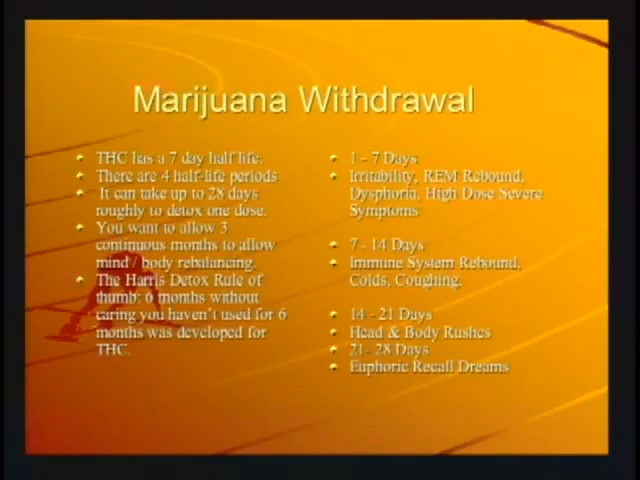 Marijuana Withdrawal
THC has a 7 day half life.
There are 4 half-life periods
It can take up to 28 days
roughly to detox one dose.
You want to allow 3
continuous months to allow
mind / body rebalancing.
The Harris Detox Rule of
thumb: 6 months without
caring you haven't used for 6
months was developed for
THC.
1 - 7 Days
Irritability, REM Rebound,
Dysphoria, High Dose Severe
Symptoms
7 - 14 Days
Immune System Rebound,
Colds, Coughing.
14 - 21 Days
Head & Body Rushes
21- 28 Days
Euphoric Recall Dreams